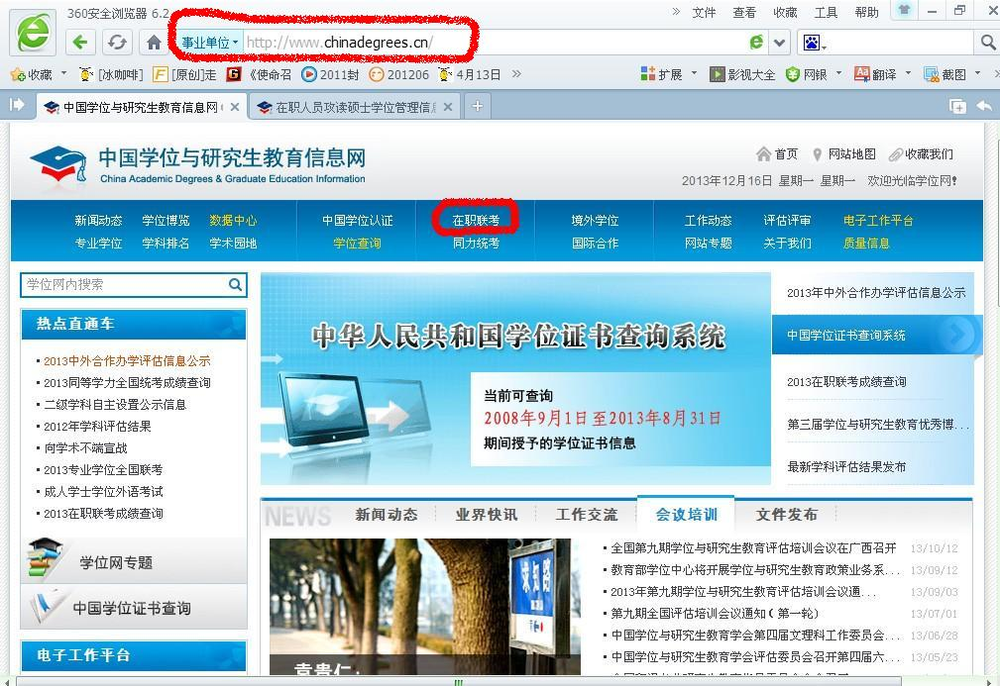 360安全浏览器 6.2
» 文件 查看 收藏 工具 帮助
事业单位 http://www.chinadegrees.cn/
收藏 [冰咖啡] [原创]走 《使命召 2011封 201206 4月13日 » 扩展 影视大全 网银 翻译 截图
中国学位与研究生教育信息网 在职人员攻读硕士学位管理信息
中国学位与研究生教育信息网
China Academic Degrees & Graduate Education Information
首页 网站地图 收藏我们
2013年12月16日 星期一 星期一 欢迎光临学位网!
新闻动态 学位博览 数据中心 中国学位认证 在职联考 境外学位 工作动态 评估评审 电子工作平台
专业学位 学科排名 学术园地 学位查询 同力统考 国际合作 网站专题 关于我们 质量信息
学位网内搜索
热点直通车
2013中外合作办学评估信息公示
2013同等学力全国统考成绩查询
二级学科自主设置公示信息
2012年学科评估结果
向学术不端宣战
2013专业学位全国联考
成人学士学位外语考试
2013在职联考成绩查询
学位网专题
中国学位证书查询
电子工作平台
中华人民共和国学位证书查询系统
当前可查询
2008年9月1日至2013年8月31日
期间授予的学位证书信息
2013年中外合作办学评估信息公示
中国学位证书查询系统
2013在职联考成绩查询
第三届学位与研究生教育优秀博...
最新学科评估结果发布
NEWS 新闻动态 业界快讯 工作交流 会议培训 文件发布
求知路
袁贵仁:
全国第九期学位与研究生教育评估培训会议在广西召开 13/10/12
教育部学位中心将开展学位与研究生教育政策业务系... 13/09/12
2013年第九期学位与研究生教育评估培训会议通... 13/09/03
第九期全国评估培训会议通知(第一轮) 13/07/01
中国学位与研究生教育学会第四届文理科工作委员会... 13/06/28
中国学位与研究生教育学会评估委员会召开第四届六... 13/05/23